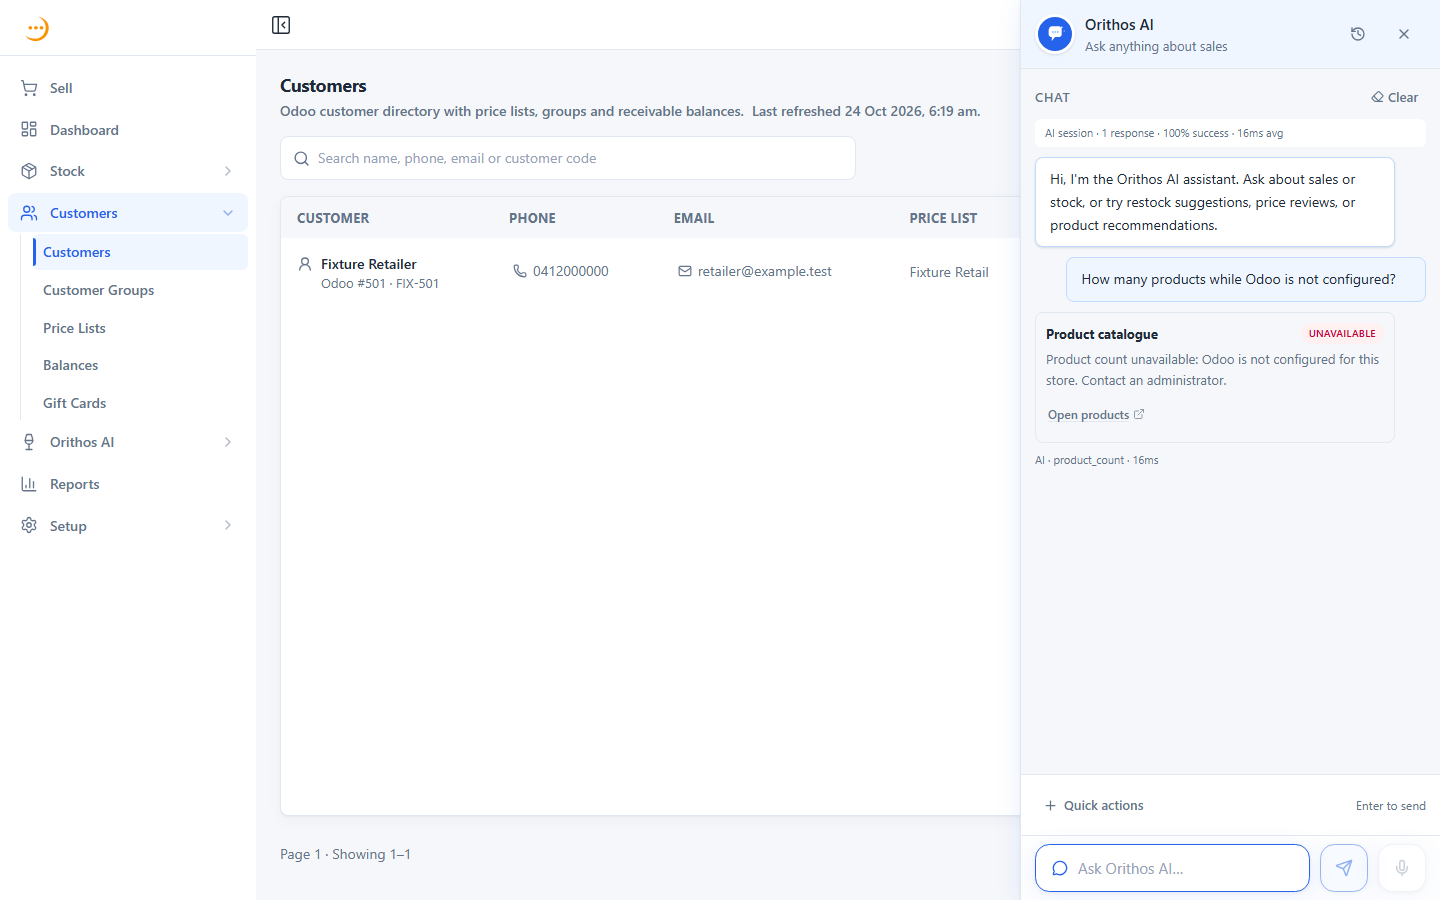 Sell
Dashboard
Stock
Customers
Customers
Customer Groups
Price Lists
Balances
Gift Cards
Orithos AI
Reports
Setup
Customers
Odoo customer directory with price lists, groups and receivable balances. Last refreshed 24 Oct 2026, 6:19 am.
Search name, phone, email or customer code
CUSTOMER PHONE EMAIL PRICE LIST
Fixture Retailer
Odoo #501 · FIX-501
0412000000
retailer@example.test
Fixture Retail
Page 1 · Showing 1–1
Orithos AI
Ask anything about sales
CHAT
Clear
AI session · 1 response · 100% success · 16ms avg
Hi, I'm the Orithos AI assistant. Ask about sales or
stock, or try restock suggestions, price reviews, or
product recommendations.
How many products while Odoo is not configured?
Product catalogue
UNAVAILABLE
Product count unavailable: Odoo is not configured for this
store. Contact an administrator.
Open products
AI · product_count · 16ms
Quick actions
Enter to send
Ask Orithos AI...